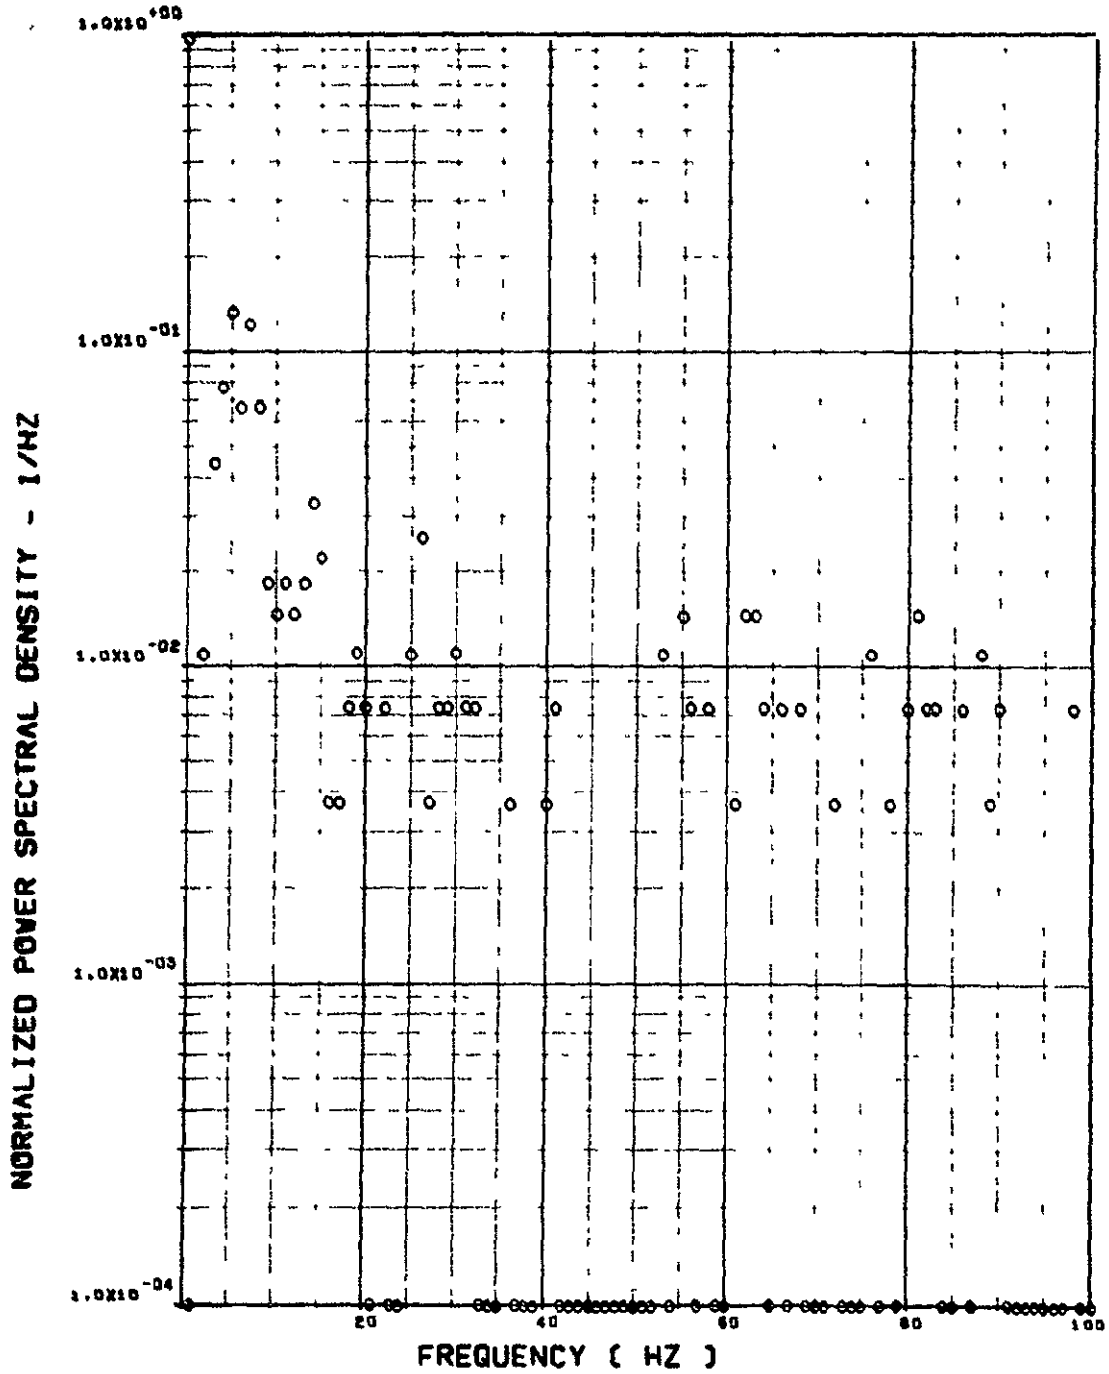 1.0X10+00
1.0X10-01
1.0X10-02
1.0X10-03
1.0X10-04
NORMALIZED POWER SPECTRAL DENSITY - 1/HZ
20 40 60 80 100
FREQUENCY ( HZ )